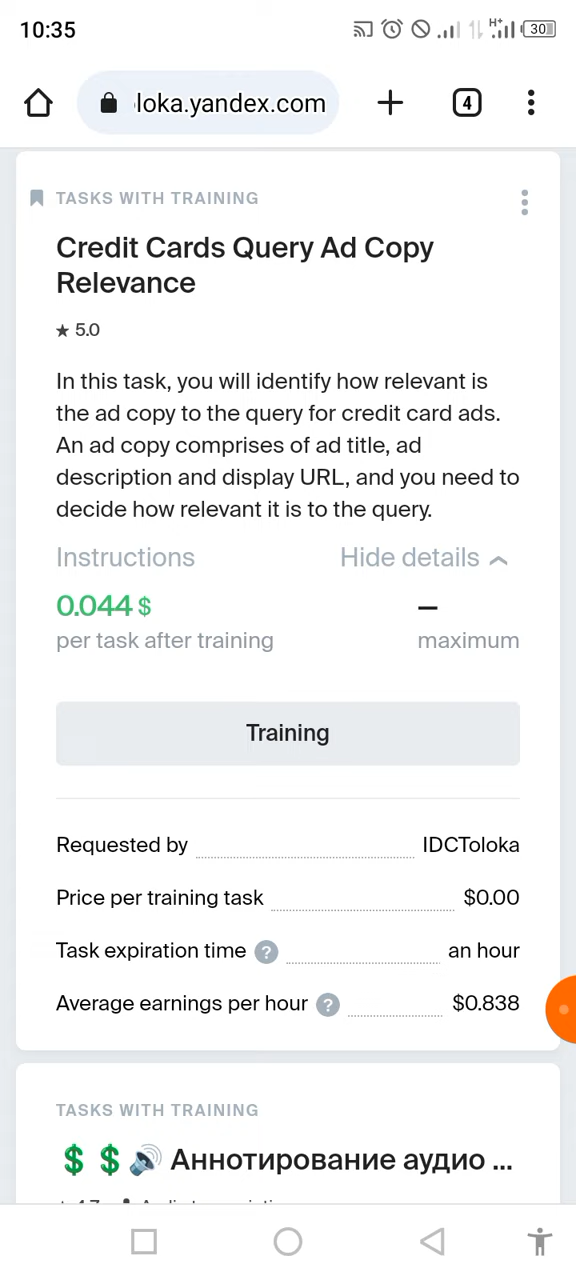 10:35
H+
30
loka.yandex.com
4
TASKS WITH TRAINING
Credit Cards Query Ad Copy
Relevance
★ 5.0
In this task, you will identify how relevant is
the ad copy to the query for credit card ads.
An ad copy comprises of ad title, ad
description and display URL, and you need to
decide how relevant it is to the query.
Instructions Hide details
0.044 $ –
per task after training maximum
Training
Requested by IDCToloka
Price per training task $0.00
Task expiration time ? an hour
Average earnings per hour ? $0.838
TASKS WITH TRAINING
💲 💲 🔊 Аннотирование аудио ...